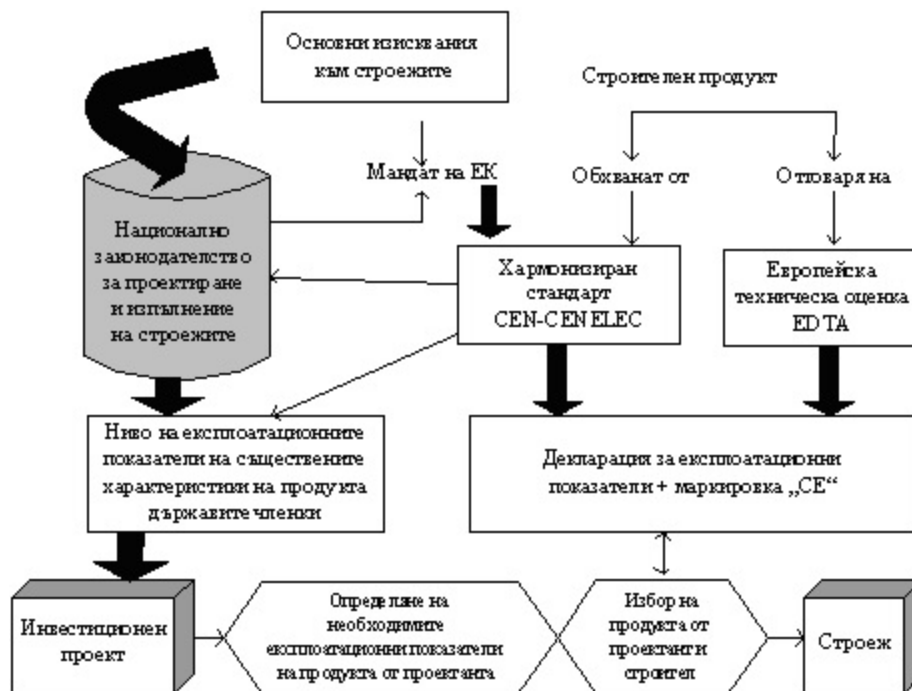 Основни изисквания
към строежите
Строителен продукт
Мандат на ЕК
Обхванат от
Отговаря на
Национално
законодателство
за проектиране
и изпълнение
на строежите
Хармонизиран
стандарт
CEN-CENELEC
Европейска
техническа оценка
EDTA
Ниво на експлоатационните
показатели на съществените
характеристики на продукта
държавите членки
Декларация за експлоатационни
показатели + маркировка „СЕ“
Инвестиционен
проект
Определяне на
необходимите
експлоатационни показатели
на продукта от проектанта
Избор на
продукта от
проектант и
строител
Строеж